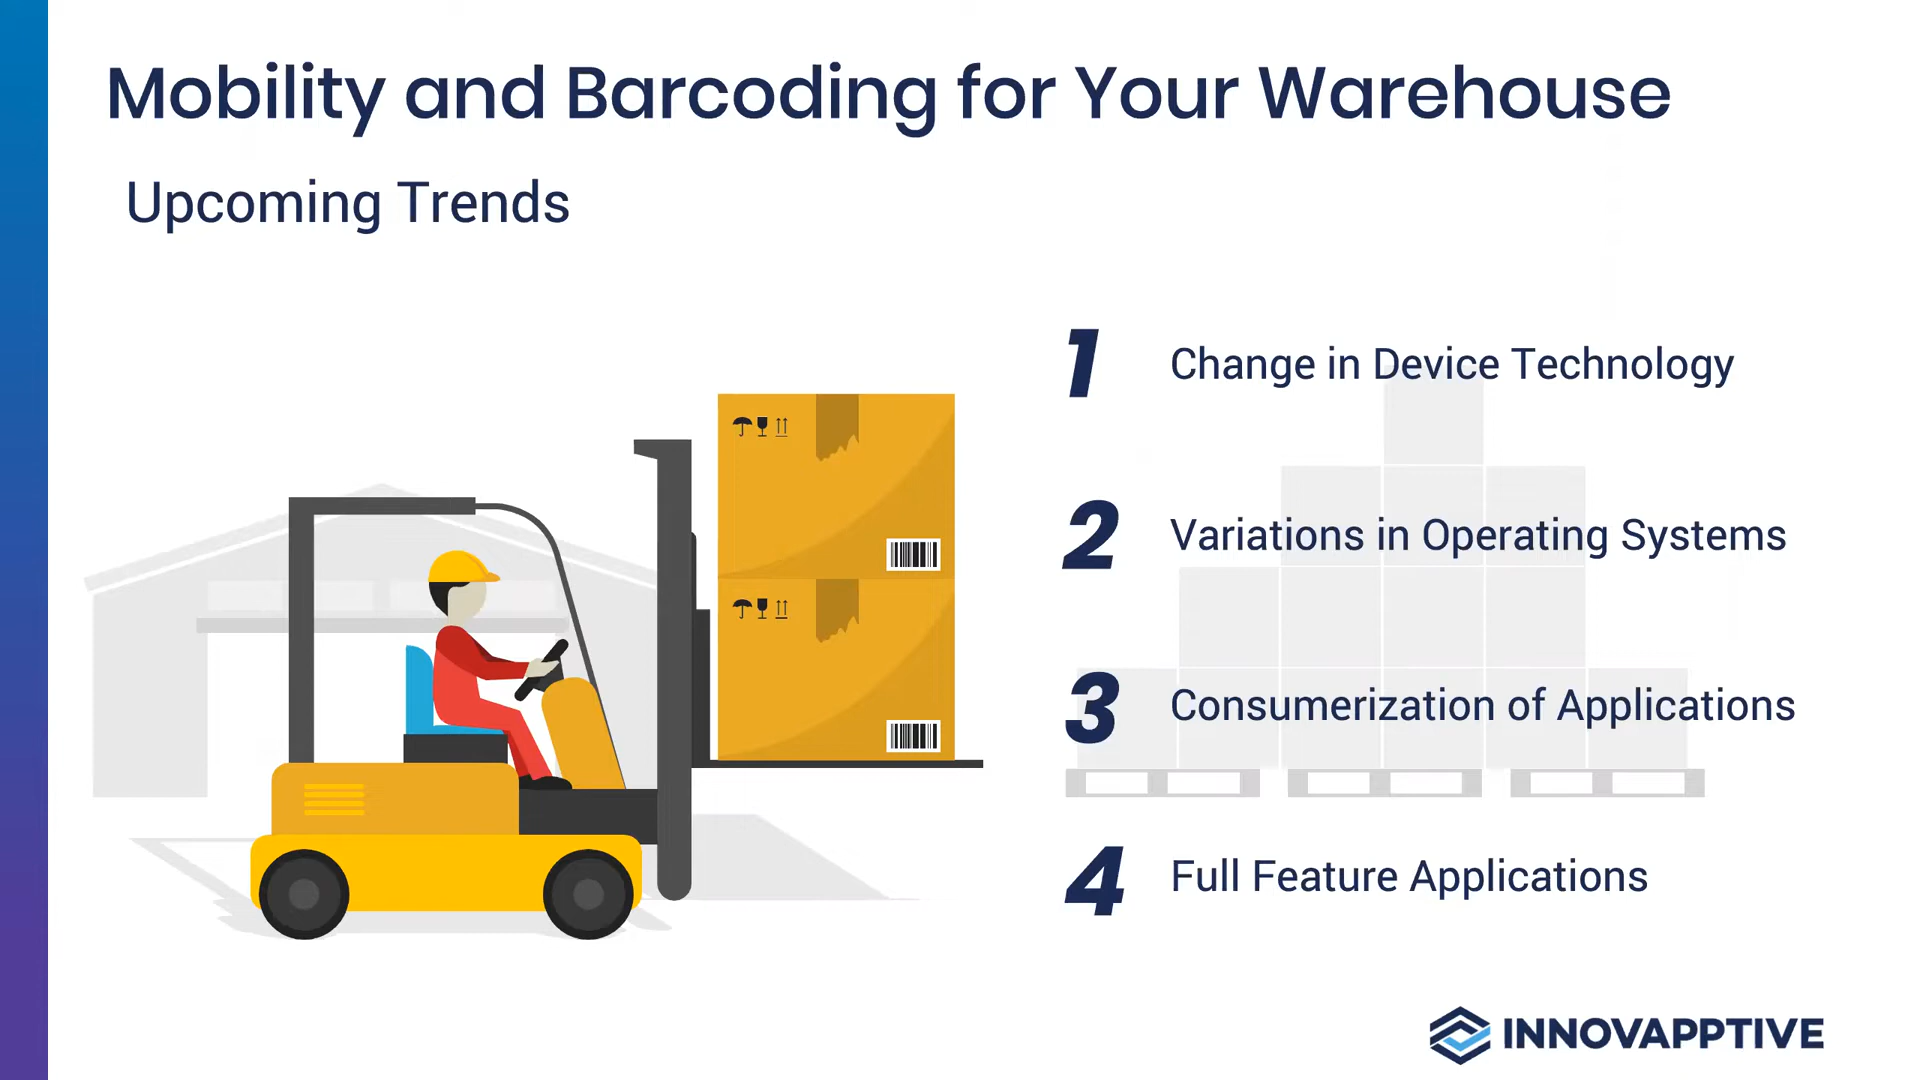 Mobility and Barcoding for Your Warehouse
Upcoming Trends
1 Change in Device Technology
2 Variations in Operating Systems
3 Consumerization of Applications
4 Full Feature Applications
INNOVAPPTIVE